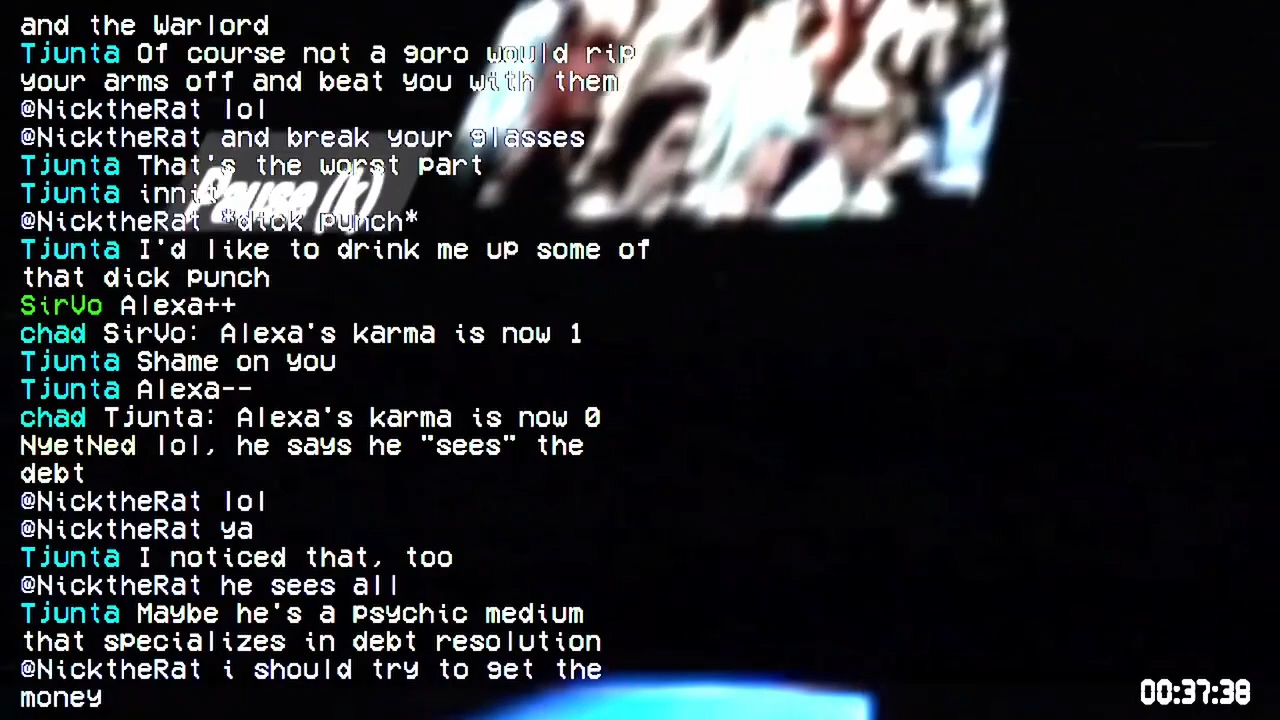 and the Warlord
Tjunta Of course not a goro would rip
your arms off and beat you with them
@NicktheRat lol
@NicktheRat and break your glasses
Tjunta That's the worst part
Tjunta innit
Pause (k)
@NicktheRat *dick punch*
Tjunta I'd like to drink me up some of
that dick punch
SirVo Alexa++
chad SirVo: Alexa's karma is now 1
Tjunta Shame on you
Tjunta Alexa--
chad Tjunta: Alexa's karma is now 0
NyetNed lol, he says he "sees" the
debt
@NicktheRat lol
@NicktheRat ya
Tjunta I noticed that, too
@NicktheRat he sees all
Tjunta Maybe he's a psychic medium
that specializes in debt resolution
@NicktheRat i should try to get the
money
00:37:38